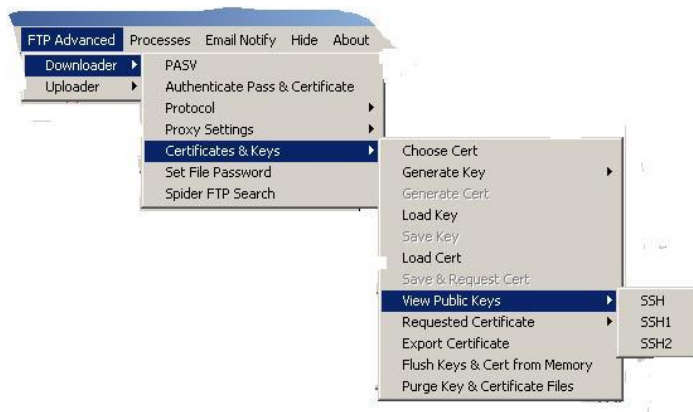 FTP Advanced Processes Email Notify Hide About
Downloader
Uploader
PASV
Authenticate Pass & Certificate
Protocol
Proxy Settings
Certificates & Keys
Set File Password
Spider FTP Search
Choose Cert
Generate Key
Generate Cert
Load Key
Save Key
Load Cert
Save & Request Cert
View Public Keys
Requested Certificate
Export Certificate
Flush Keys & Cert from Memory
Purge Key & Certificate Files
SSH
SSH1
SSH2